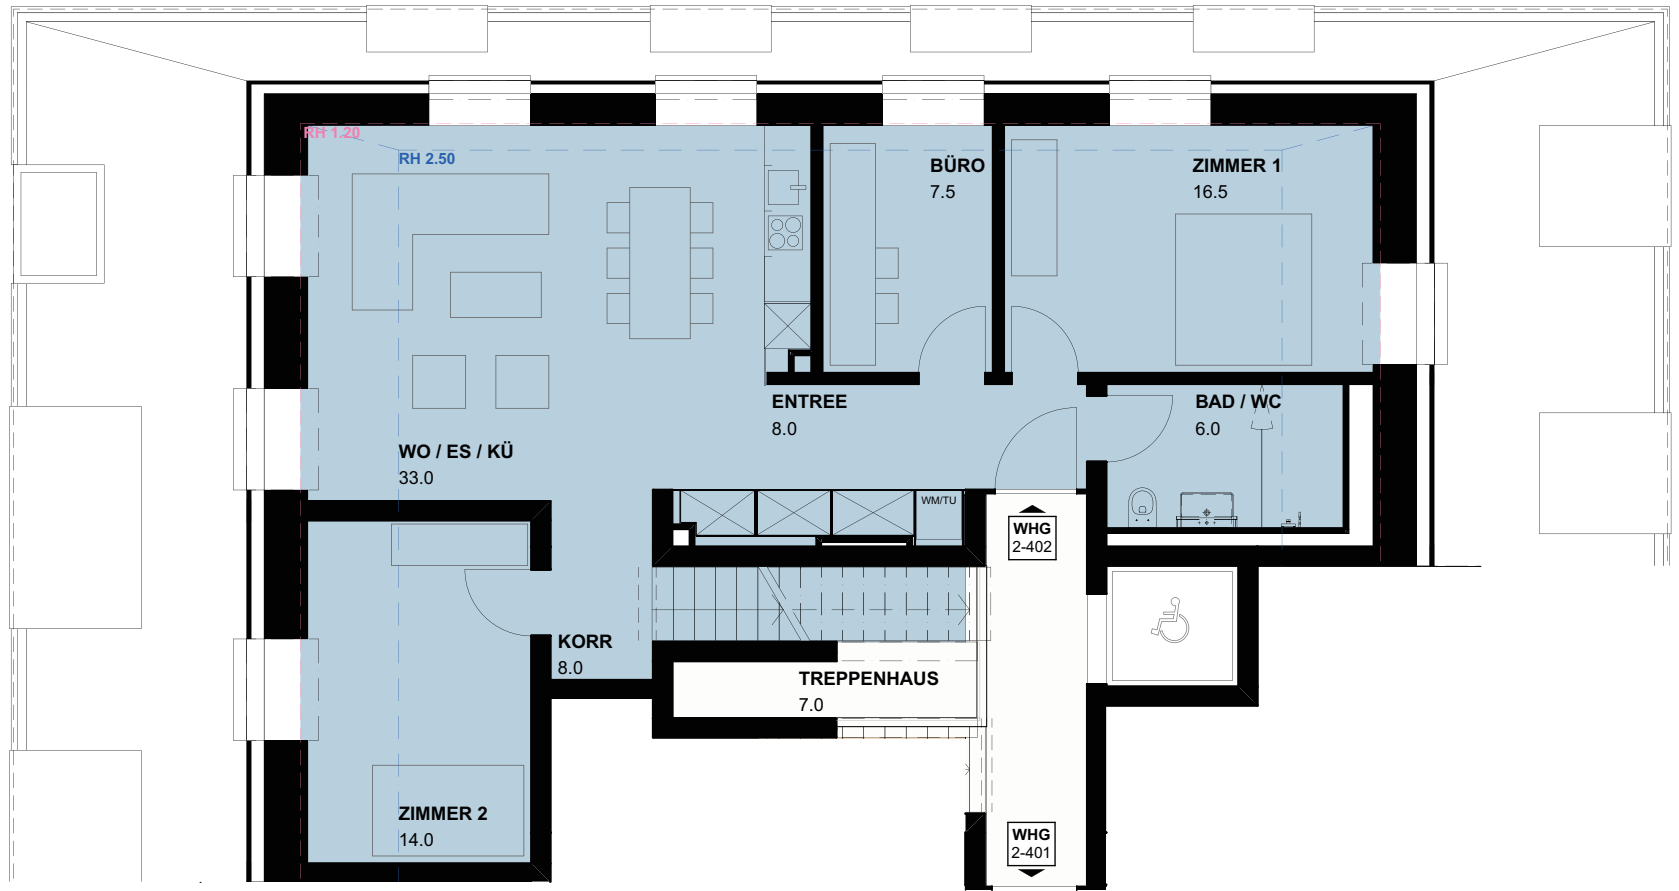 RH 1.20
RH 2.50
BÜRO
7.5
ZIMMER 1
16.5
ENTREE
8.0
BAD / WC
6.0
WO / ES / KÜ
33.0
WM/TU
WHG
2-402
KORR
8.0
TREPPENHAUS
7.0
ZIMMER 2
14.0
WHG
2-401